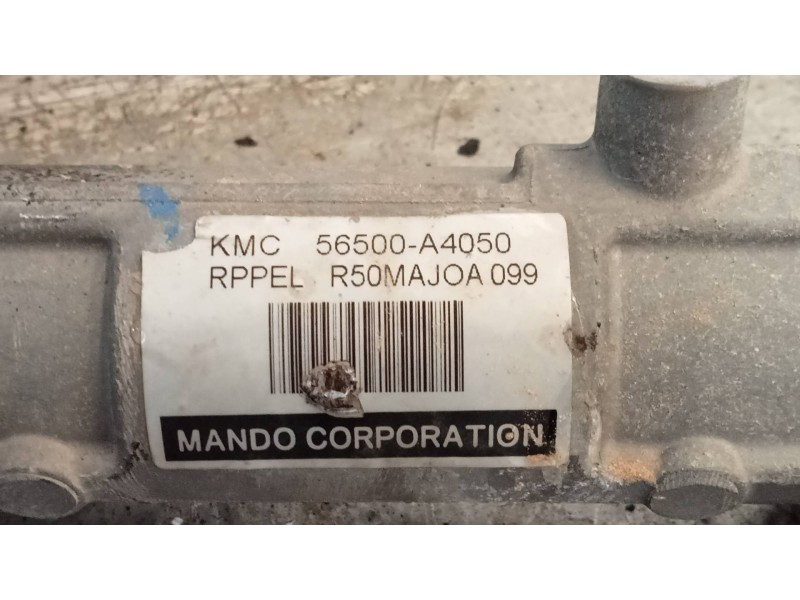 KMC 56500-A4050
RPPEL R50MAJOA 099
MANDO CORPORATION